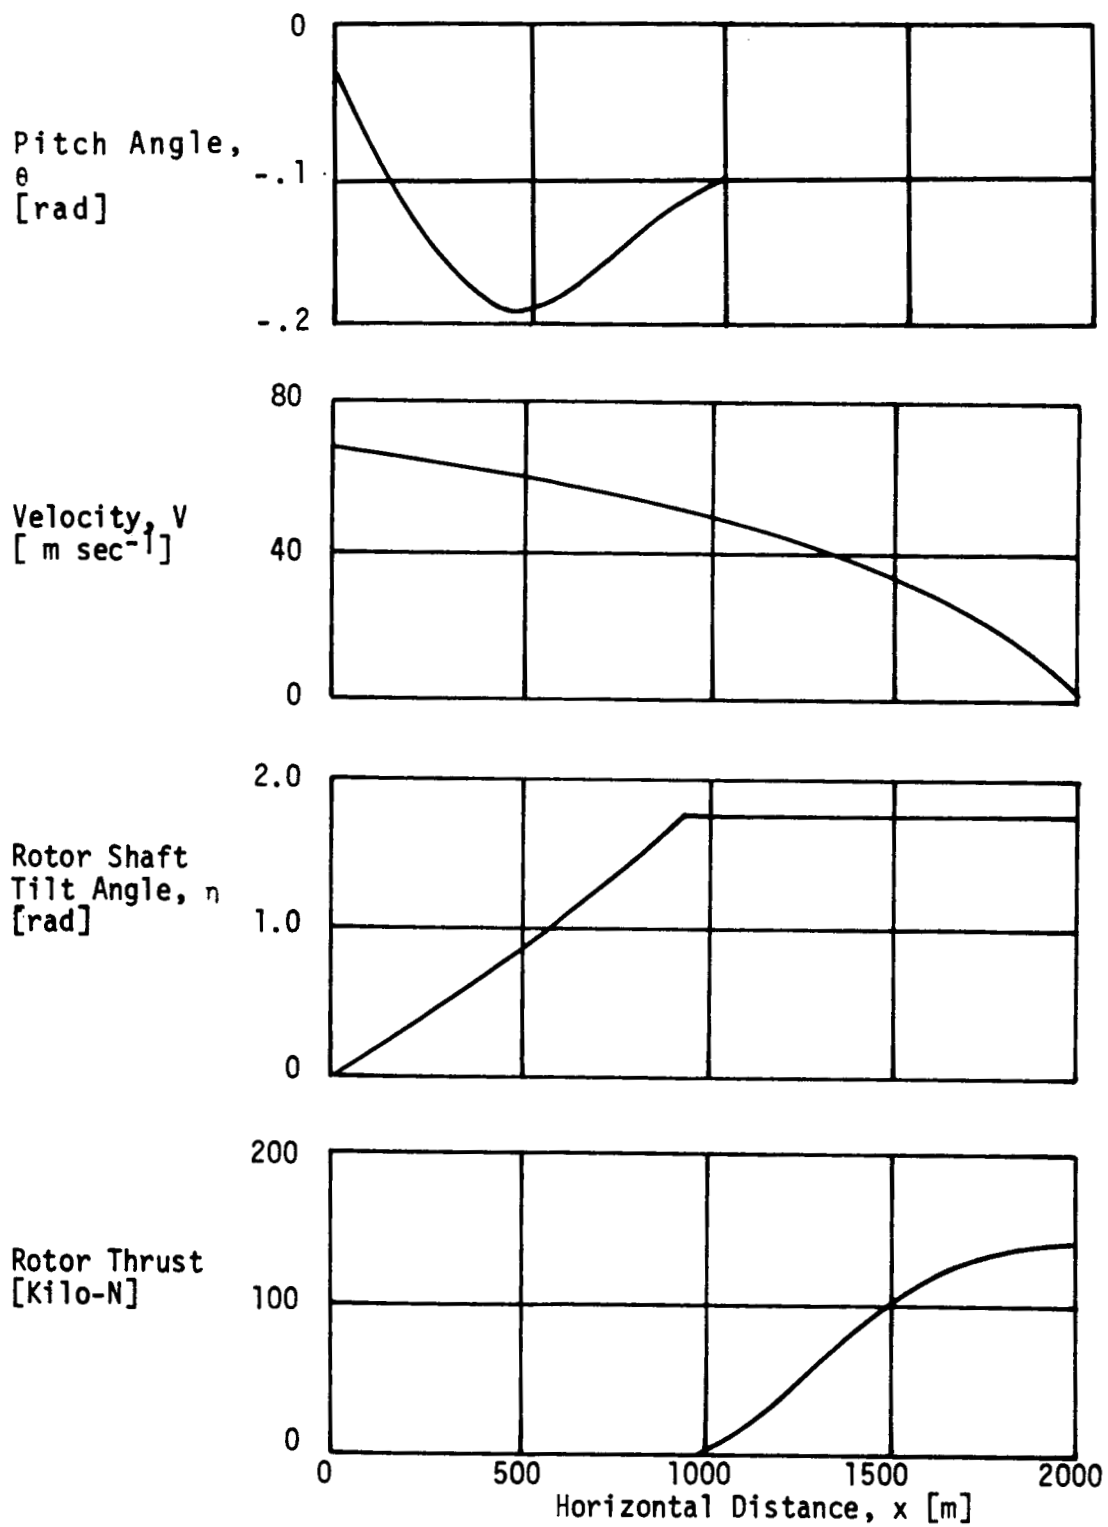 0
Pitch Angle,
θ
[rad]
-.1
-.2
80
Velocity, V
[ m sec-1]
40
0
2.0
Rotor Shaft
Tilt Angle, η
[rad]
1.0
0
200
Rotor Thrust
[Kilo-N]
100
0
0 500 1000 1500 2000
Horizontal Distance, x [m]